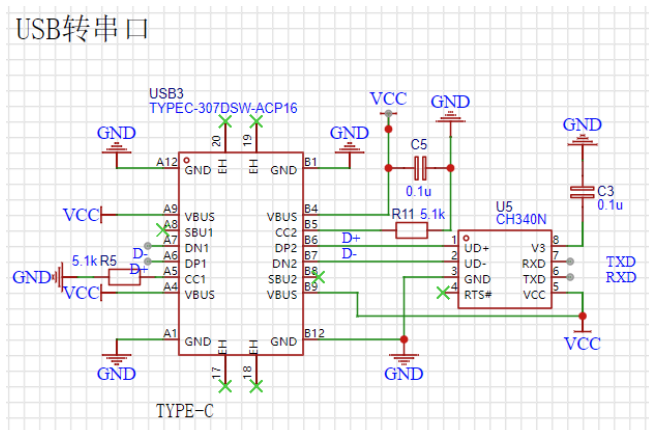 USB转串口
USB3
TYPEC-307DSW-ACP16
VCC
GND
GND
GND
GND
20
19
EH
EH
C5
0.1u
C3
0.1u
A12
GND
GND
B1
U5
CH340N
VCC
A9
VBUS
VBUS
B4
R11
5.1k
A8
SBU1
CC2
B5
A7
DN1
DP2
B6
D+
1
UD+
V3
8
D-
A6
DP1
DN2
B7
D-
2
UD-
RXD
7
TXD
5.1k
R5
D+
A5
CC1
SBU2
B8
3
GND
TXD
6
RXD
GND
VCC
A4
VBUS
VBUS
B9
4
RTS#
VCC
5
A1
GND
GND
B12
VCC
EH
EH
17
18
GND
GND
TYPE-C